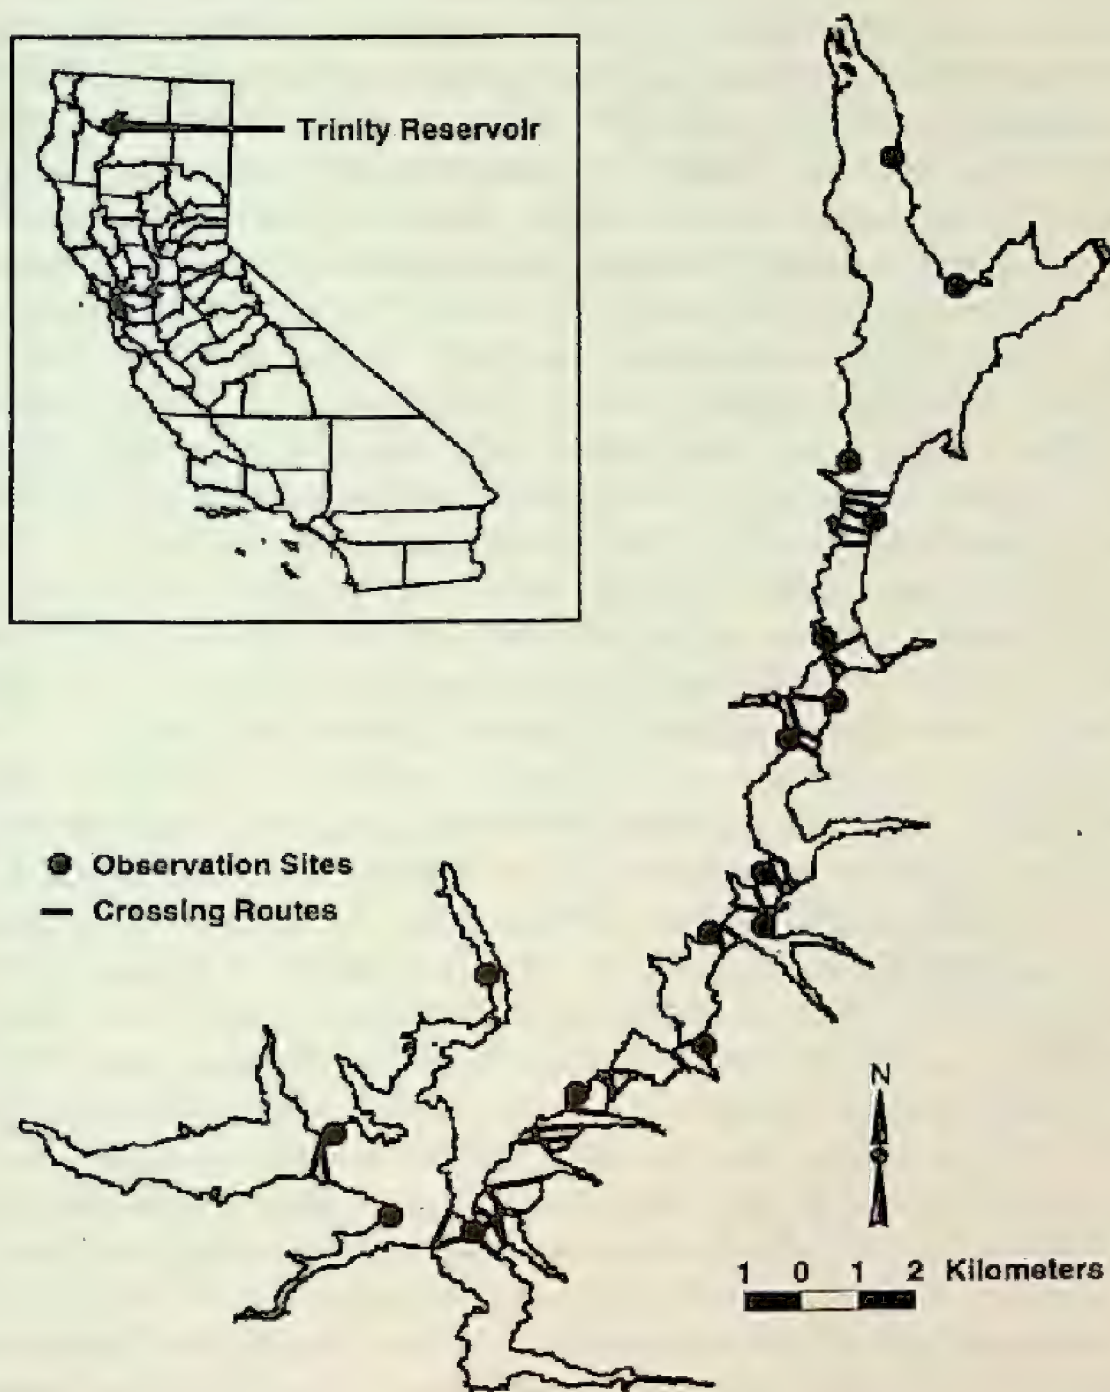 Trinity Reservoir
Observation Sites
Crossing Routes
N
1 0 1 2 Kilometers